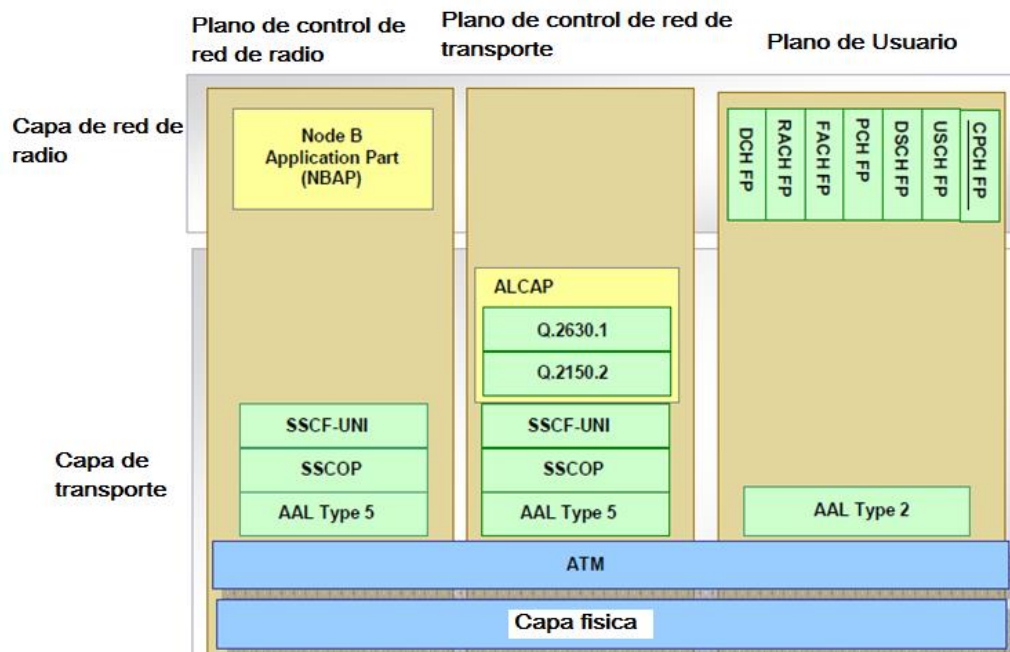 Plano de control de
red de radio
Plano de control de red de
transporte
Plano de Usuario
Capa de red de
radio
Node B
Application Part
(NBAP)
DCH FP
RACH FP
FACH FP
PCH FP
DSCH FP
USCH FP
CPCH FP
ALCAP
Q.2630.1
Q.2150.2
Capa de
transporte
SSCF-UNI
SSCOP
AAL Type 5
SSCF-UNI
SSCOP
AAL Type 5
AAL Type 2
ATM
Capa fisica